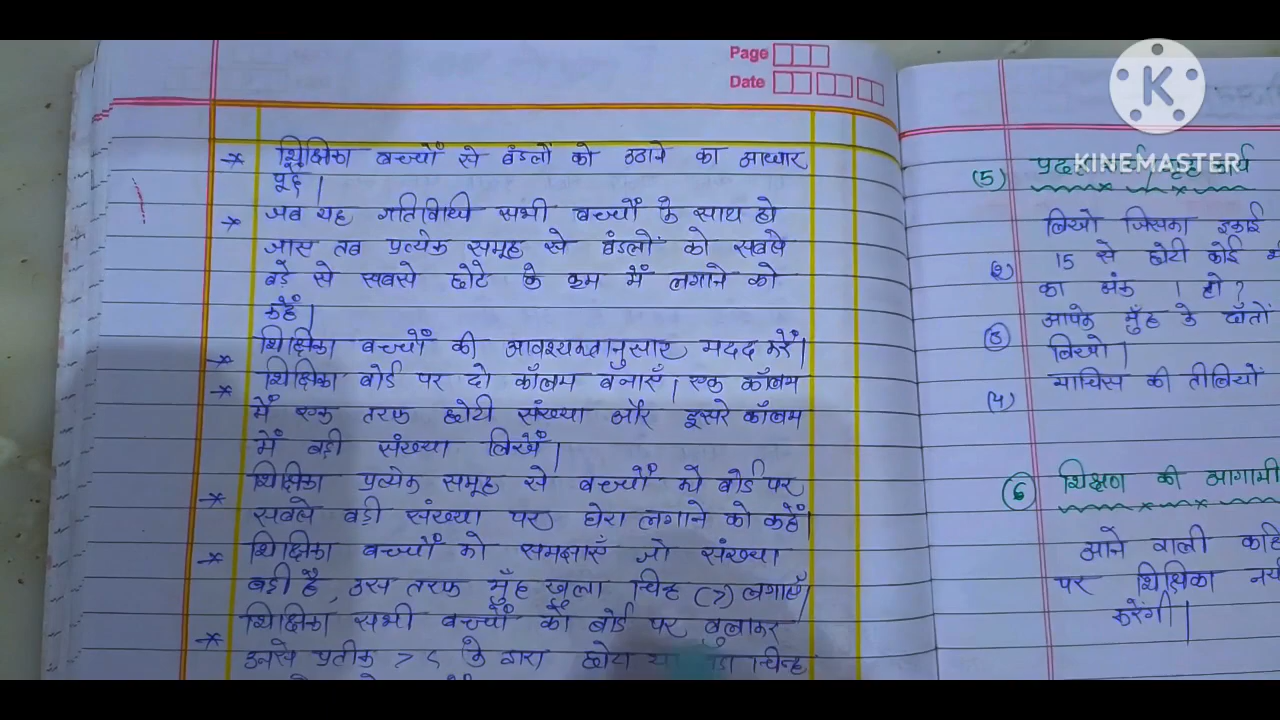 Page
Date
* शिक्षिका बच्चों से बंडलों को उठाने का आधार
पूछें।
* जब यह गतिविधि सभी बच्चों के साथ हो
जाए तब प्रत्येक समूह से बंडलों को सबसे
बड़े से सबसे छोटे के क्रम में लगाने को
कहें।
* शिक्षिका बच्चों की आवश्यकतानुसार मदद करें।
* शिक्षिका बोर्ड पर दो कॉलम बनाएँ। एक कॉलम
में एक तरफ छोटी संख्या और दूसरे कॉलम
में बड़ी संख्या लिखें।
* शिक्षिका प्रत्येक समूह से बच्चों को बोर्ड पर
सबसे बड़ी संख्या पर घेरा लगाने को कहें।
* शिक्षिका बच्चों को समझाएँ जो संख्या
बड़ी है, उस तरफ मुँह खुला चिह्न (>) लगाएँ।
* शिक्षिका सभी बच्चों को बोर्ड पर बुलाकर
उनसे प्रतीक > < के द्वारा छोटा या चिन्ह
K
KINEMASTER
(5) कार्य
लिखो जिसका इकाई
(2) 15 से छोटी कोई
का अंक 1 हो?
(3) आपके मुँह के दाँतों
लिखो।
(4) माचिस की तीलियों
(6) शिक्षण की आगामी
आने वाली
पर शिक्षिका
करेंगी।